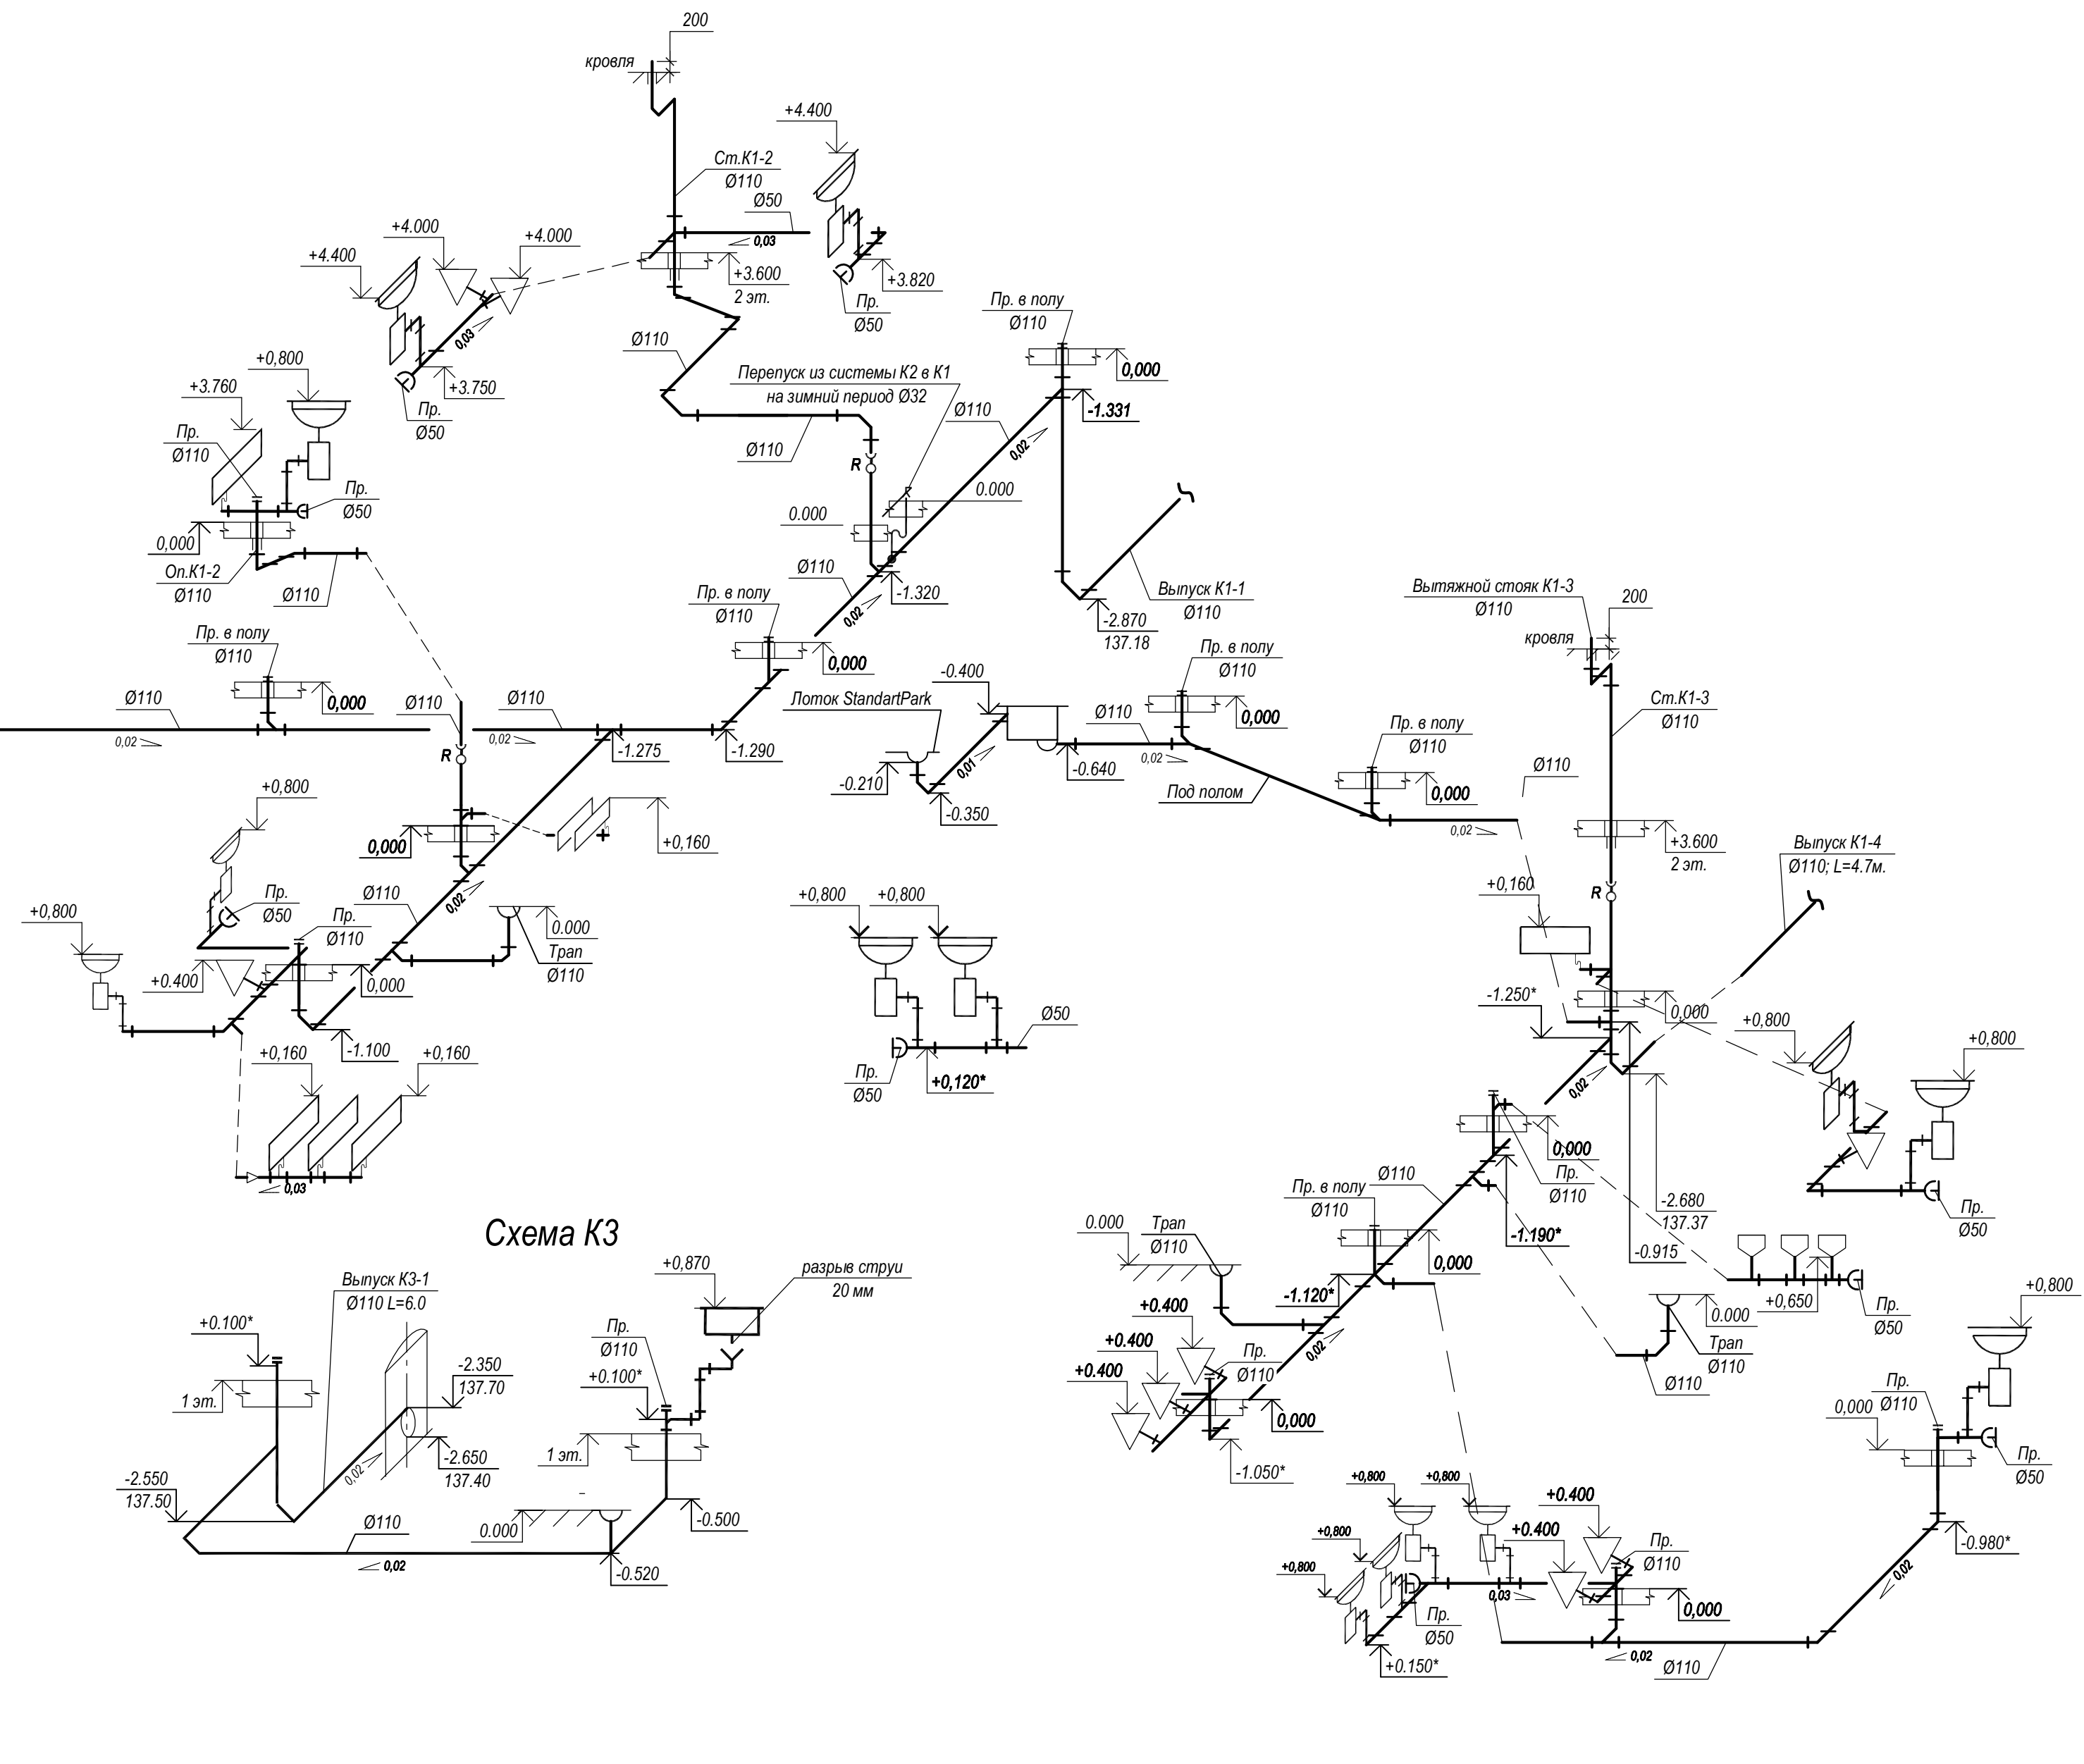 200
кровля
+4.400
Ст.К1-2
Ø110
Ø50
0,03
+4.000
+4.000
+4.400
+3.600
2 эт.
+3.820
Пр.
Ø50
Пр. в полу
Ø110
0,03
Ø110
0,000
+0,800
+3.760
+3.750
Перепуск из системы К2 в К1
на зимний период Ø32
Пр.
Ø50
Ø110
-1.331
Пр.
Ø110
Ø110
0,02
R
Пр.
Ø50
0.000
0.000
0,000
Оп.К1-2
Ø110
Ø110
Ø110
-1.320
0,02
Выпуск К1-1
Ø110
-2.870
137.18
Пр. в полу
Ø110
0,000
Вытяжной стояк К1-3
Ø110
200
кровля
Пр. в полу
Ø110
0,000
Ø110
0,02
Ø110
Ø110
0,02
R
-1.275
-1.290
-0.400
Лоток StandartPark
Пр. в полу
Ø110
0,000
Ø110
0,02
-0.640
-0.210
0,01
-0.350
Под полом
Пр. в полу
Ø110
0,000
0,02
Ø110
Ст.К1-3
Ø110
+3.600
2 эт.
R
Выпуск К1-4
Ø110; L=4.7м.
+0,800
0,000
+0,160
Ø110
0,02
+0,800
Пр.
Ø50
Пр.
Ø110
0.000
Трап
Ø110
+0.400
0,000
-1.100
+0,160
+0,160
0,03
+0,800
+0,800
Ø50
Пр.
Ø50
+0,120*
+0,160
-1.250*
0,000
+0,800
+0,800
0,02
0,000
Пр.
Ø110
Ø110
Пр. в полу
Ø110
-1.190*
-2.680
137.37
-0.915
Пр.
Ø50
0.000
Трап
Ø110
0,000
-1.120*
+0.400
+0.400
+0.400
0,02
Пр.
Ø110
0,000
-1.050*
+0,650
Пр.
Ø50
0.000
Трап
Ø110
Ø110
+0,800
Пр.
Ø110
0,000
Пр.
Ø50
-0.980*
0,02
+0,800
+0,800
+0,800
+0,800
+0.400
+0.400
Пр.
Ø110
0,03
Пр.
Ø50
0,000
+0.150*
0,02
Ø110
Схема К3
Выпуск К3-1
Ø110 L=6.0
+0.100*
1 эт.
-2.350
137.70
-2.650
137.40
0,02
-2.550
137.50
Ø110
0,02
+0,870
разрыв струи
20 мм
Пр.
Ø110
+0.100*
1 эт.
0.000
-0.500
-0.520